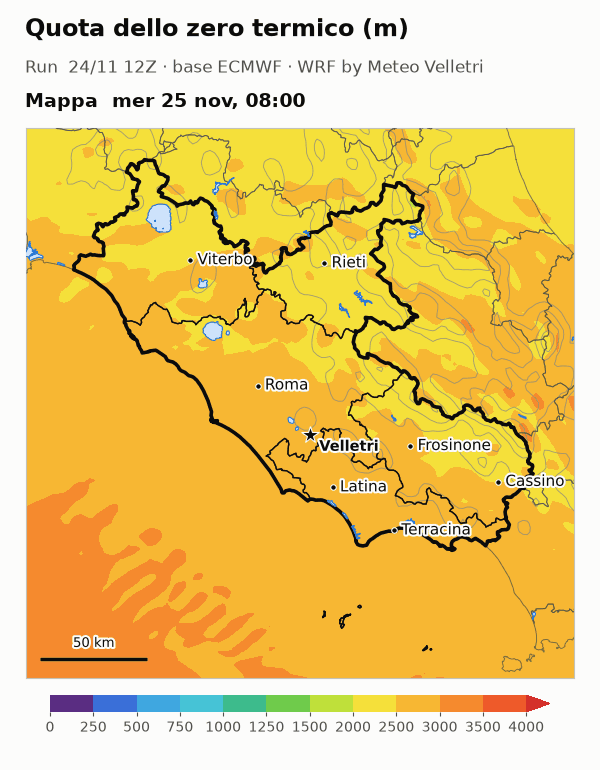 Quota dello zero termico (m)
Run 24/11 12Z · base ECMWF · WRF by Meteo Velletri
Mappa mer 25 nov, 08:00
Viterbo
Rieti
Roma
Velletri
Frosinone
Cassino
Latina
Terracina
50 km
0 250 500 750 1000 1250 1500 2000 2500 3000 3500 4000